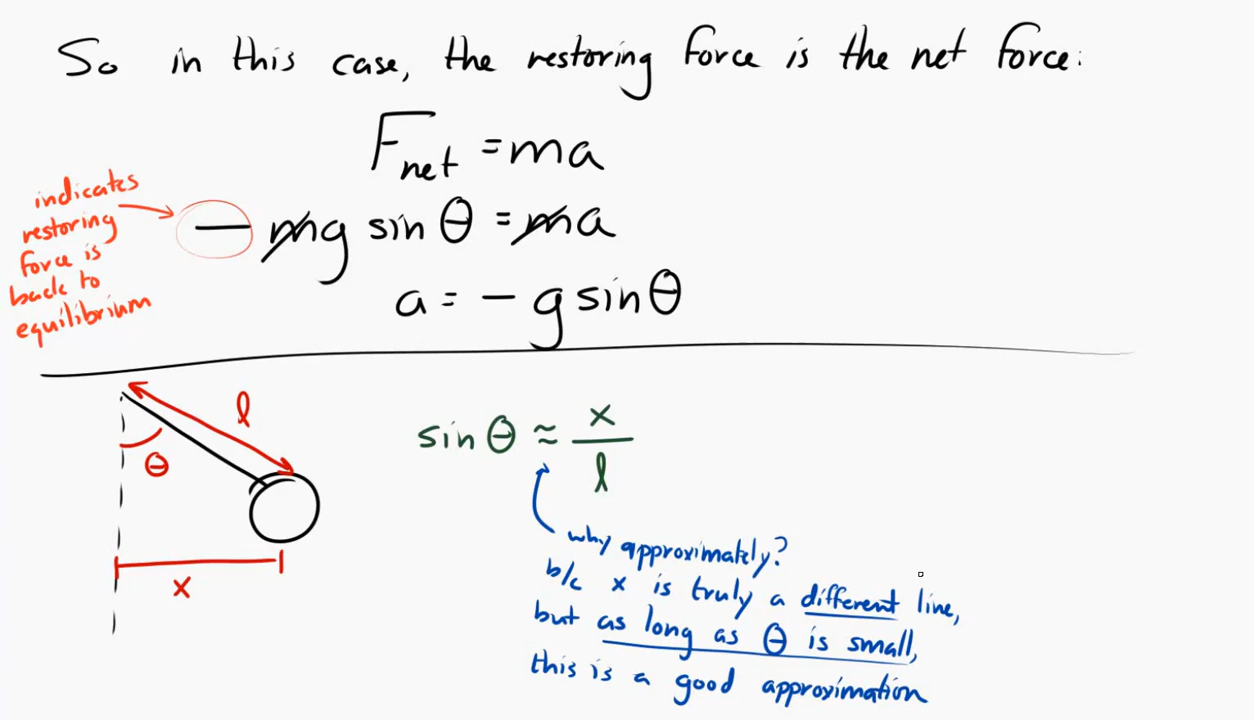 So in this case, the restoring force is the net force:
Fnet = ma
indicates
restoring
force is
back to
equilibrium
- mg sin θ = ma
a = - g sin θ
l
θ
x
sin θ ≈ x/l
why approximately?
b/c x is truly a different line,
but as long as θ is small,
this is a good approximation